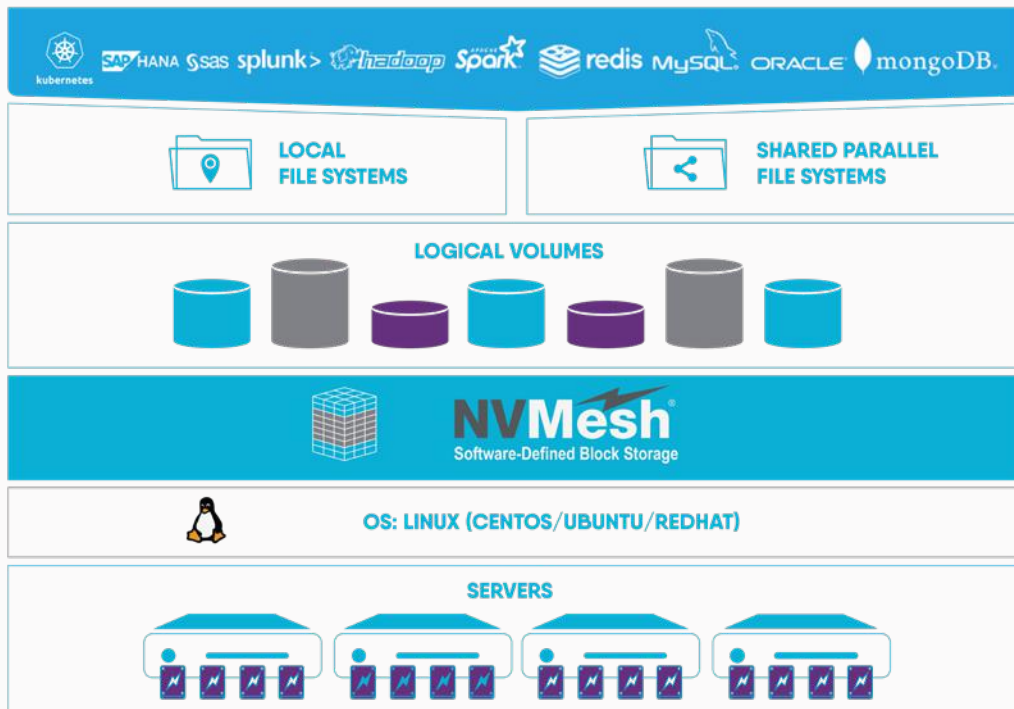 kubernetes
SAP HANA
sas
splunk>
hadoop
APACHE Spark
redis
MySQL®
ORACLE
mongoDB®
LOCAL
FILE SYSTEMS
SHARED PARALLEL
FILE SYSTEMS
LOGICAL VOLUMES
NVMesh®
Software-Defined Block Storage
OS: LINUX (CENTOS/UBUNTU/REDHAT)
SERVERS